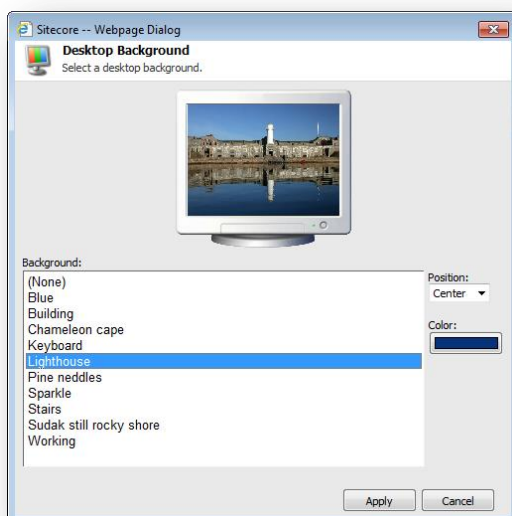 Sitecore -- Webpage Dialog
Desktop Background
Select a desktop background.
Background:
(None)
Blue
Building
Chameleon cape
Keyboard
Lighthouse
Pine neddles
Sparkle
Stairs
Sudak still rocky shore
Working
Position:
Center
Color:
Apply
Cancel